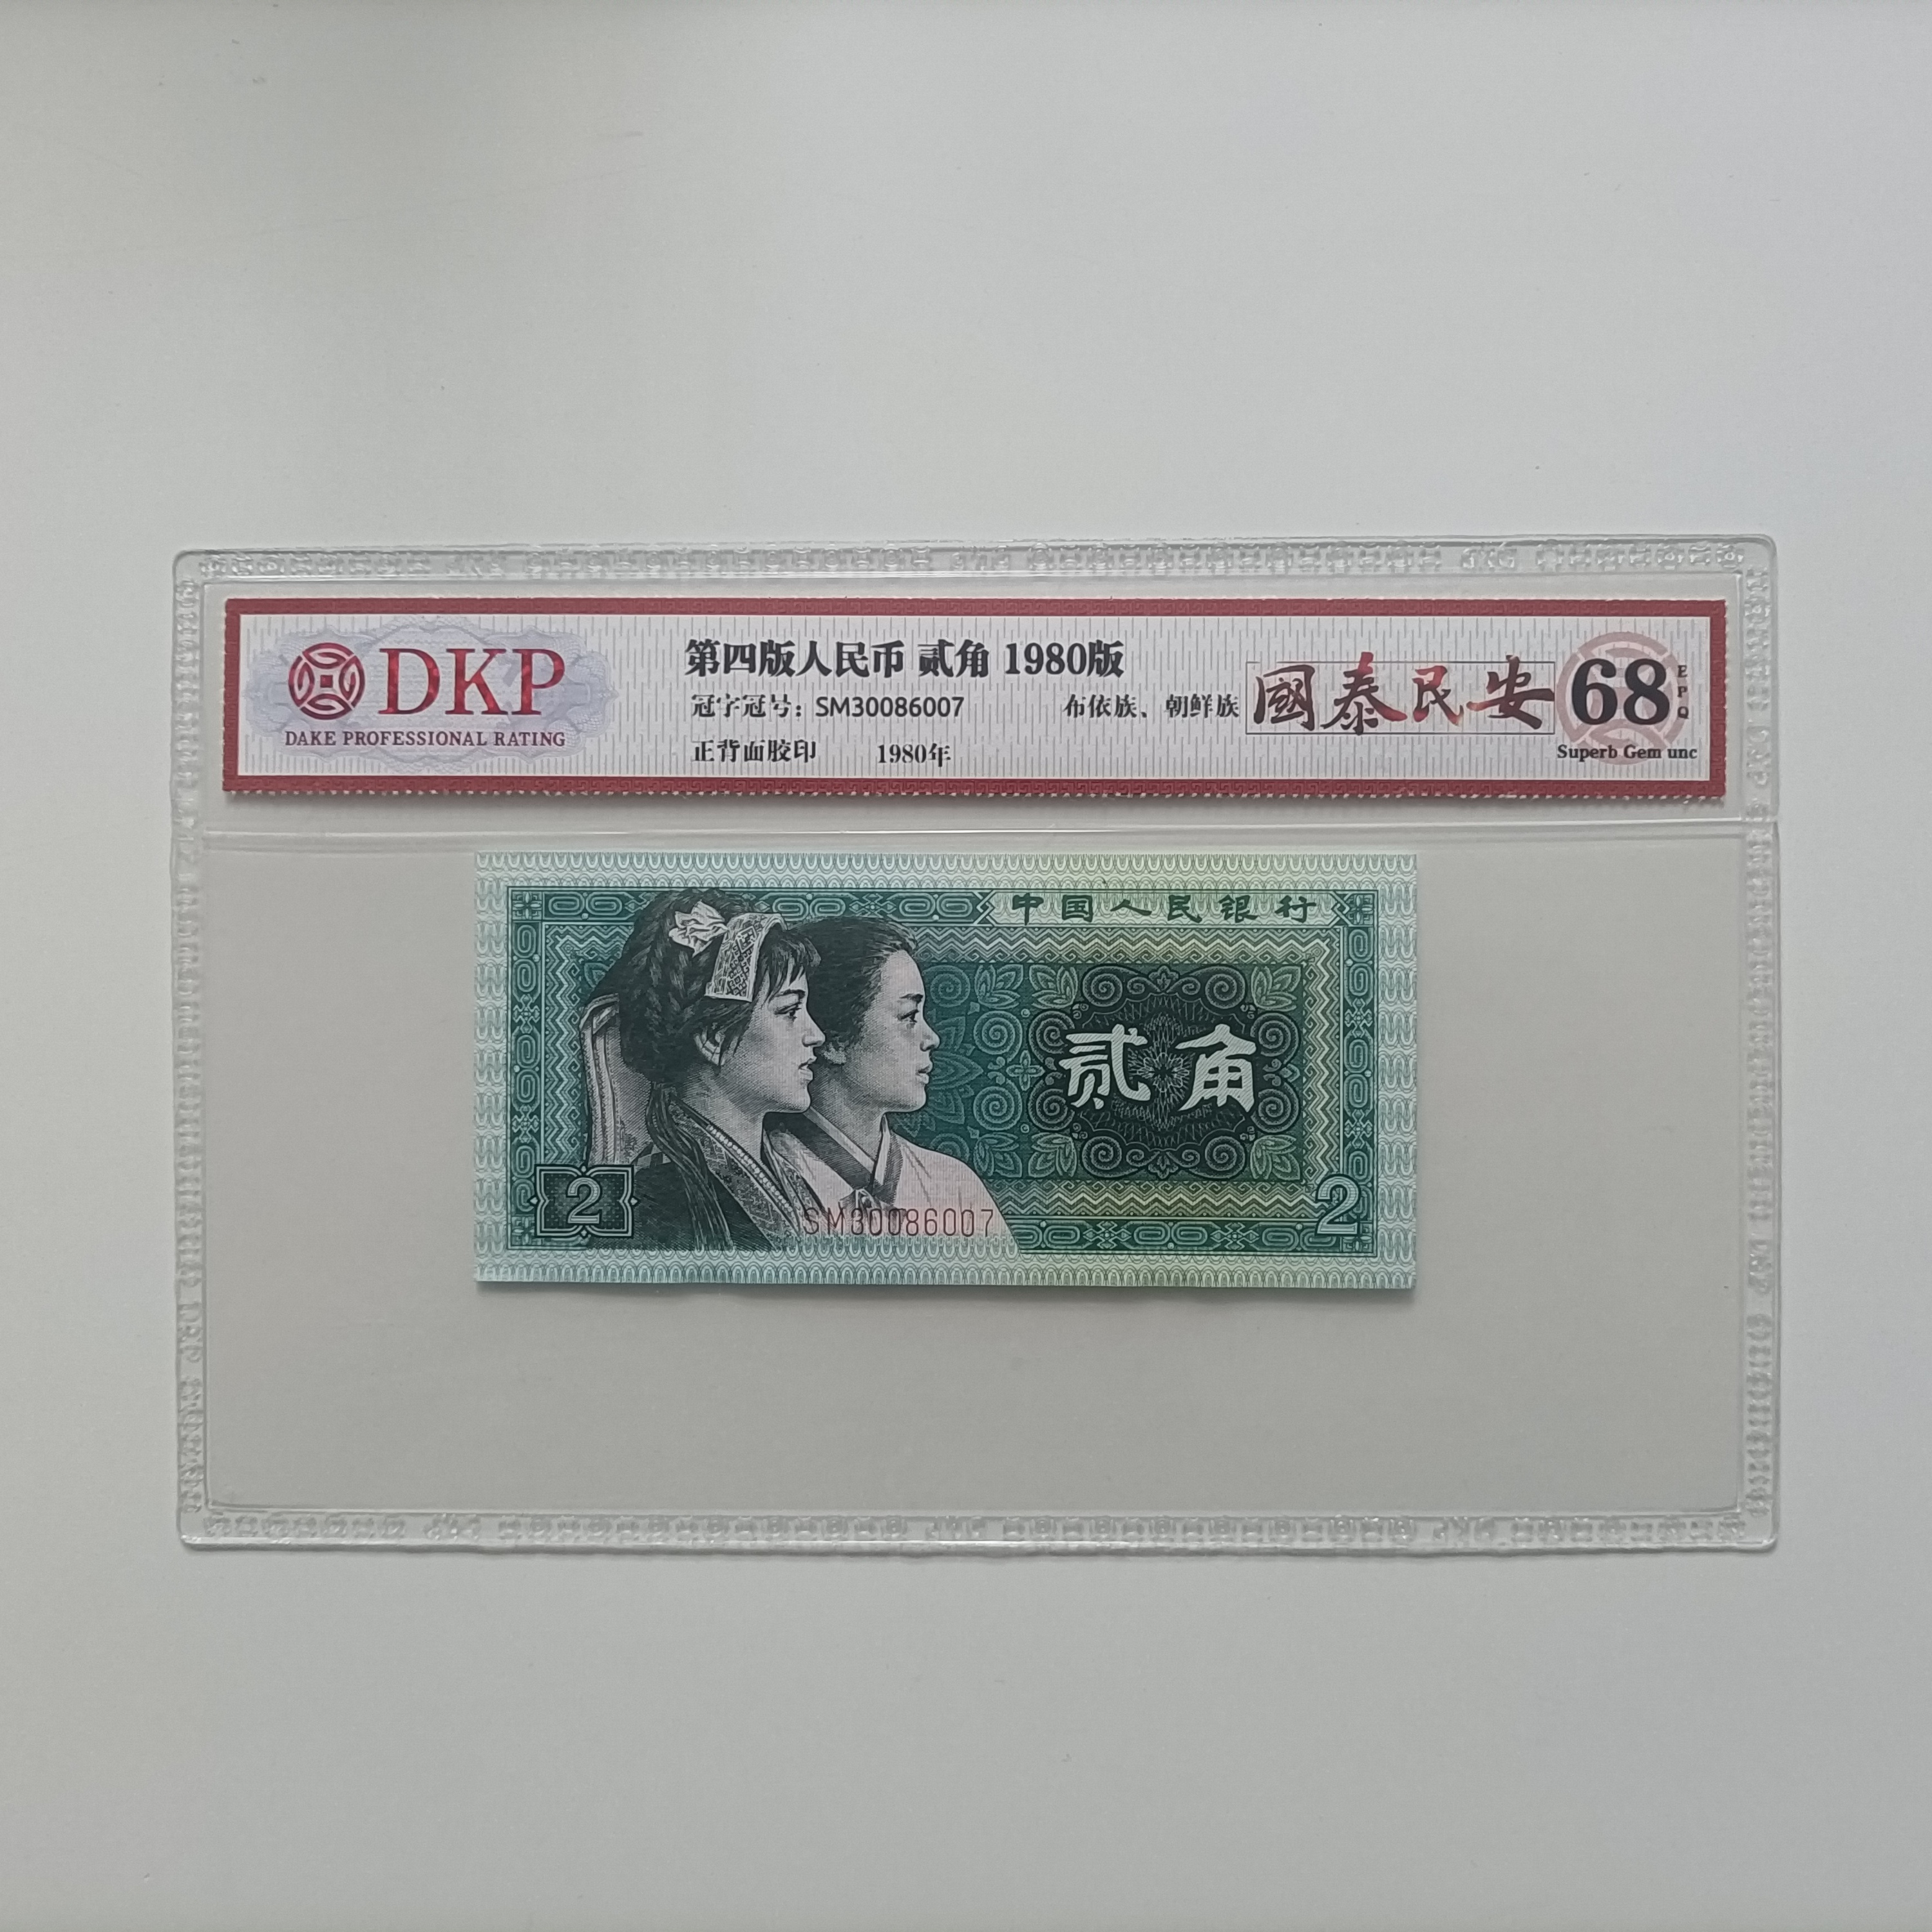 DKP
DAKE PROFESSIONAL RATING
第四版人民币 贰角 1980版
冠字冠号：SM30086007
布依族、朝鲜族
正背面胶印 1980年
國泰民安
68
EPQ
Superb Gem unc
中国人民银行
贰角
2
SM30086007
2